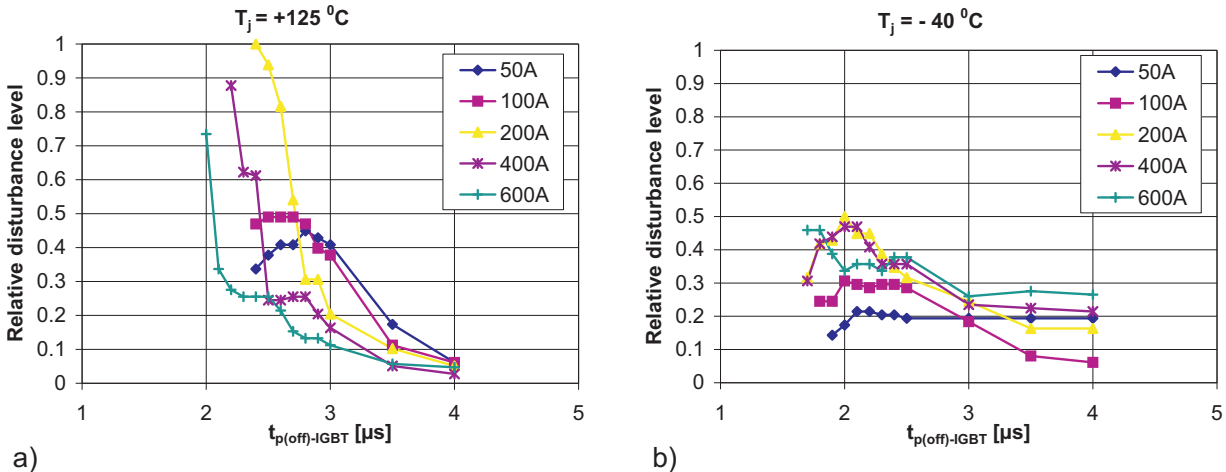 T_j = +125 ⁰C
Relative disturbance level
1
0.9
0.8
0.7
0.6
0.5
0.4
0.3
0.2
0.1
0
1 2 3 4 5
50A
100A
200A
400A
600A
t_p(off)-IGBT [µs]
a)
T_j = - 40 ⁰C
Relative disturbance level
1
0.9
0.8
0.7
0.6
0.5
0.4
0.3
0.2
0.1
0
1 2 3 4 5
50A
100A
200A
400A
600A
t_p(off)-IGBT [µs]
b)